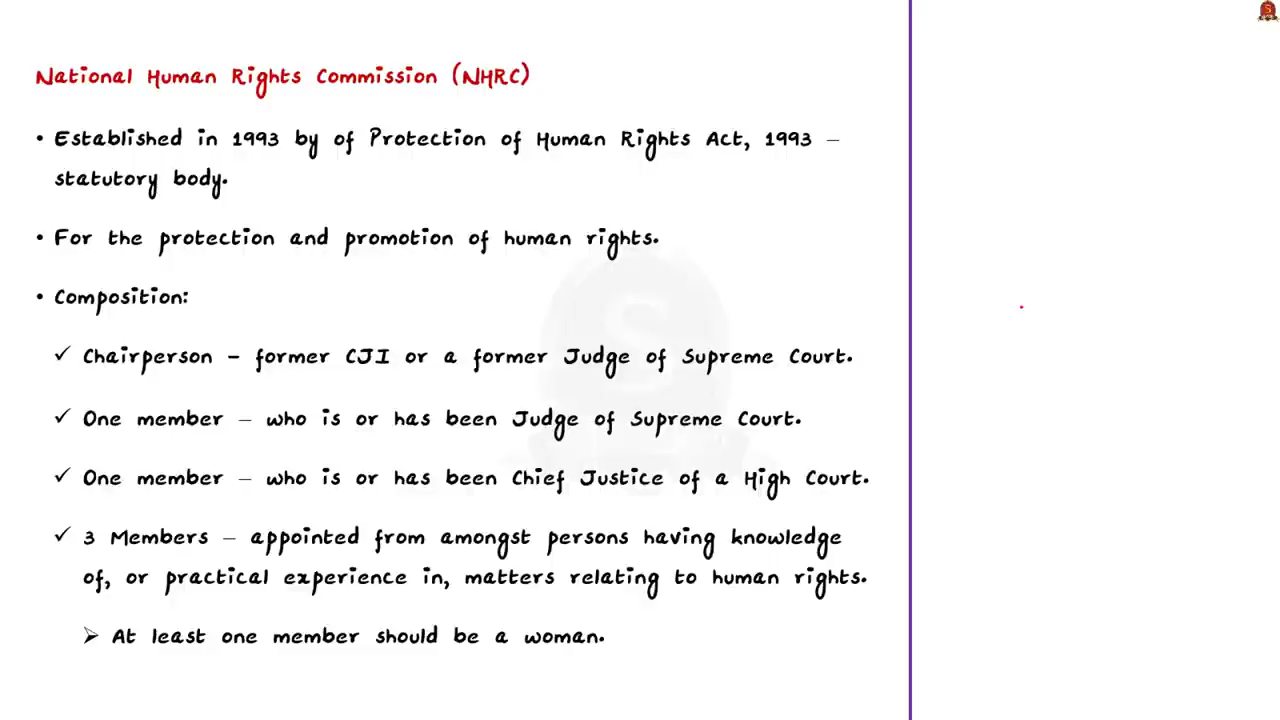 National Human Rights Commission (NHRC)
• Established in 1993 by of Protection of Human Rights Act, 1993 –
statutory body.
• For the protection and promotion of human rights.
• Composition:
✓ Chairperson – former CJI or a former Judge of Supreme Court.
✓ One member – who is or has been Judge of Supreme Court.
✓ One member – who is or has been Chief Justice of a High Court.
✓ 3 Members – appointed from amongst persons having knowledge
of, or practical experience in, matters relating to human rights.
➢ At least one member should be a woman.